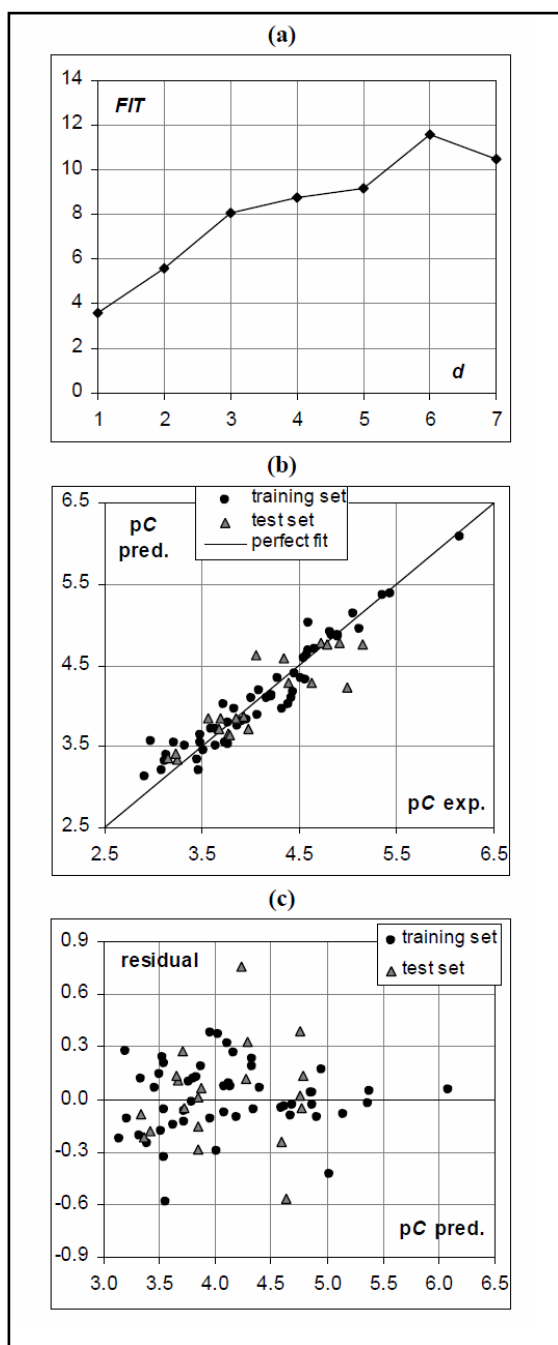 (a)
FIT
14
12
10
8
6
4
2
0
1 2 3 4 5 6 7
d
(b)
6.5
5.5
4.5
3.5
2.5
pC
pred.
training set
test set
perfect fit
pC exp.
2.5 3.5 4.5 5.5 6.5
(c)
0.9
0.6
0.3
0.0
-0.3
-0.6
-0.9
residual
training set
test set
pC pred.
3.0 3.5 4.0 4.5 5.0 5.5 6.0 6.5